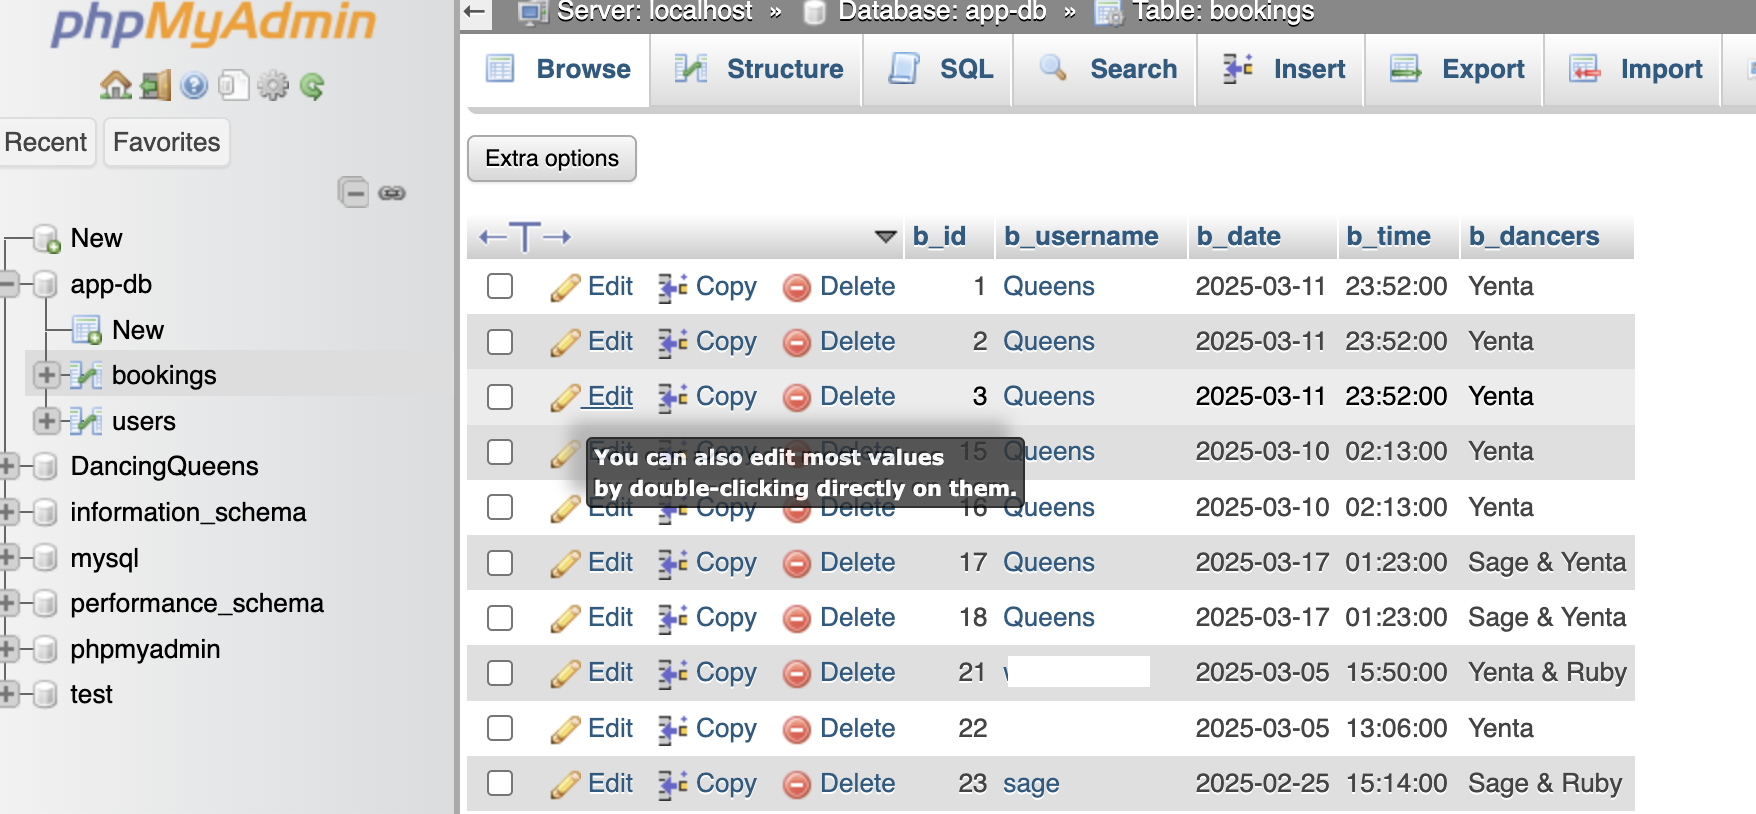 phpMyAdmin
Recent Favorites
New
app-db
New
bookings
users
DancingQueens
information_schema
mysql
performance_schema
phpmyadmin
test
Server: localhost » Database: app-db » Table: bookings
Browse Structure SQL Search Insert Export Import
Extra options
←T→ b_id b_username b_date b_time b_dancers
Edit Copy Delete 1 Queens 2025-03-11 23:52:00 Yenta
Edit Copy Delete 2 Queens 2025-03-11 23:52:00 Yenta
Edit Copy Delete 3 Queens 2025-03-11 23:52:00 Yenta
Edit Copy Delete 15 Queens 2025-03-10 02:13:00 Yenta
You can also edit most values
by double-clicking directly on them.
Edit Copy Delete 16 Queens 2025-03-10 02:13:00 Yenta
Edit Copy Delete 17 Queens 2025-03-17 01:23:00 Sage & Yenta
Edit Copy Delete 18 Queens 2025-03-17 01:23:00 Sage & Yenta
Edit Copy Delete 21 2025-03-05 15:50:00 Yenta & Ruby
Edit Copy Delete 22 2025-03-05 13:06:00 Yenta
Edit Copy Delete 23 sage 2025-02-25 15:14:00 Sage & Ruby